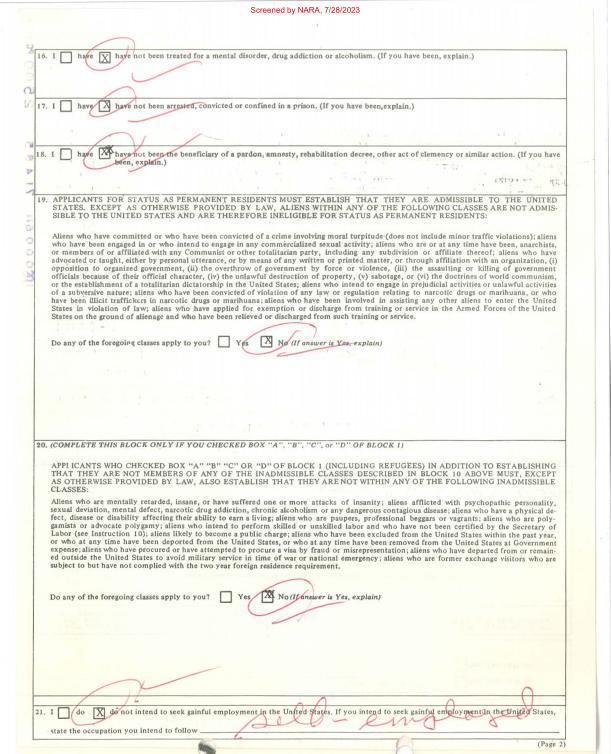 Screened by NARA, 7/28/2023
16. I have X have not been treated for a mental disorder, drug addiction or alcoholism. (If you have been, explain.)
17. I have X have not been arrested, convicted or confined in a prison. (If you have been, explain.)
18. I have XX have not been the beneficiary of a pardon, amnesty, rehabilitation decree, other act of clemency or similar action. (If you have
been, explain.)
19. APPLICANTS FOR STATUS AS PERMANENT RESIDENTS MUST ESTABLISH THAT THEY ARE ADMISSIBLE TO THE UNITED
STATES, EXCEPT AS OTHERWISE PROVIDED BY LAW, ALIENS WITHIN ANY OF THE FOLLOWING CLASSES ARE NOT ADMIS-
SIBLE TO THE UNITED STATES AND ARE THEREFORE INELIGIBLE FOR STATUS AS PERMANENT RESIDENTS:
Aliens who have committed or who have been convicted of a crime involving moral turpitude (does not include minor traffic violations); aliens
who have been engaged in or who intend to engage in any commercialized sexual activity; aliens who are or at any time have been, anarchists,
or members of or affiliated with any Communist or other totalitarian party, including any subdivision or affiliate thereof; aliens who have
advocated or taught, either by personal utterance, or by means of any written or printed matter, or through affiliation with an organization, (i)
opposition to organized government, (ii) the overthrow of government by force or violence, (iii) the assaulting or killing of government
officials because of their official character, (iv) the unlawful destruction of property, (v) sabotage, or (vi) the doctrines of world communism,
or the establishment of a totalitarian dictatorship in the United States; aliens who intend to engage in prejudicial activities or unlawful activities
of a subversive nature; aliens who have been convicted of violation of any law or regulation relating to narcotic drugs or marihuana, or who
have been illicit traffickers in narcotic drugs or marihuana; aliens who have been involved in assisting any other aliens to enter the United
States in violation of law; aliens who have applied for exemption or discharge from training or service in the Armed Forces of the United
States on the ground of alienage and who have been relieved or discharged from such training or service.
Do any of the foregoing classes apply to you? Yes X No (If answer is Yes, explain)
20. (COMPLETE THIS BLOCK ONLY IF YOU CHECKED BOX "A", "B", "C", or "D" OF BLOCK 1)
APPLICANTS WHO CHECKED BOX "A" "B" "C" OR "D" OF BLOCK 1 (INCLUDING REFUGEES) IN ADDITION TO ESTABLISHING
THAT THEY ARE NOT MEMBERS OF ANY OF THE INADMISSIBLE CLASSES DESCRIBED IN BLOCK 10 ABOVE MUST, EXCEPT
AS OTHERWISE PROVIDED BY LAW, ALSO ESTABLISH THAT THEY ARE NOT WITHIN ANY OF THE FOLLOWING INADMISSIBLE
CLASSES:
Aliens who are mentally retarded, insane, or have suffered one or more attacks of insanity; aliens afflicted with psychopathic personality,
sexual deviation, mental defect, narcotic drug addiction, chronic alcoholism or any dangerous contagious disease; aliens who have a physical de-
fect, disease or disability affecting their ability to earn a living; aliens who are paupers, professional beggars or vagrants; aliens who are poly-
gamists or advocate polygamy; aliens who intend to perform skilled or unskilled labor and who have not been certified by the Secretary of
Labor (see Instruction 10); aliens likely to become a public charge; aliens who have been excluded from the United States within the past year,
or who at any time have been deported from the United States, or who at any time have been removed from the United States at Government
expense; aliens who have procured or have attempted to procure a visa by fraud or misrepresentation; aliens who have departed from or remain-
ed outside the United States to avoid military service in time of war or national emergency; aliens who are former exchange visitors who are
subject to but have not complied with the two year foreign residence requirement.
Do any of the foregoing classes apply to you? Yes XX No (If answer is Yes, explain)
21. I do X do not intend to seek gainful employment in the United States. If you intend to seek gainful employment in the United States,
state the occupation you intend to follow self-employed
(Page 2)